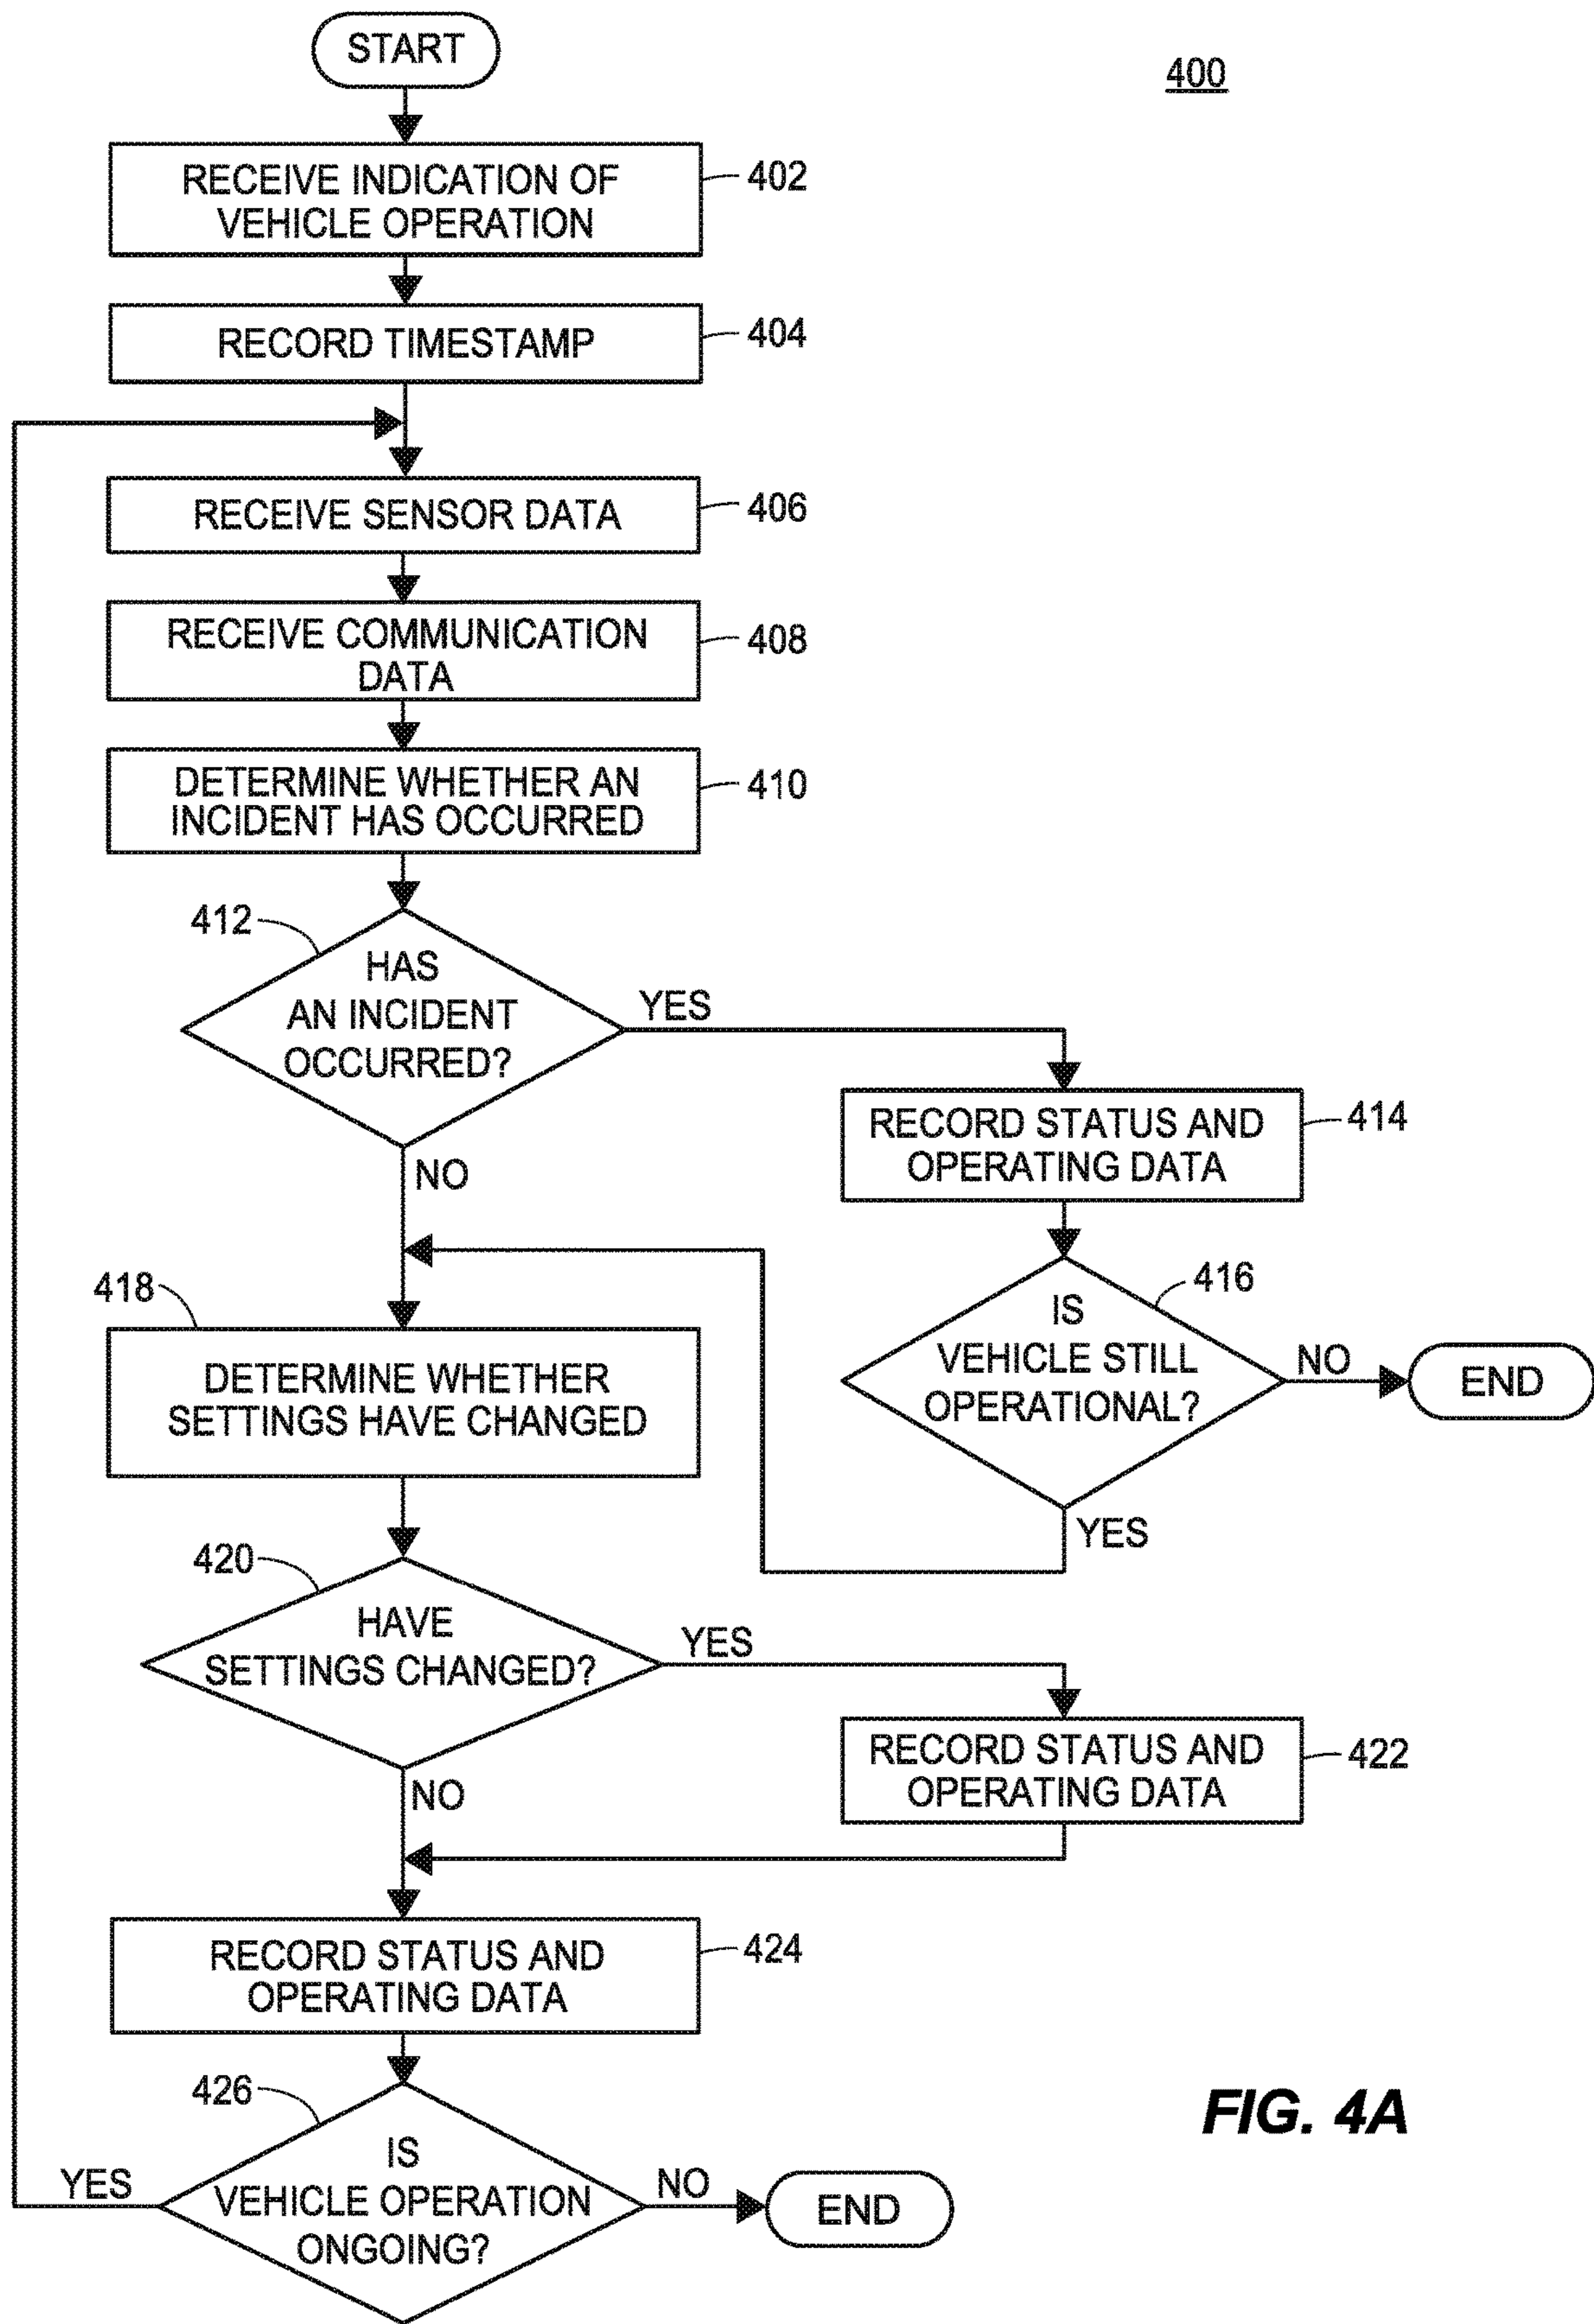 START
400
RECEIVE INDICATION OF
VEHICLE OPERATION
402
RECORD TIMESTAMP
404
RECEIVE SENSOR DATA
406
RECEIVE COMMUNICATION
DATA
408
DETERMINE WHETHER AN
INCIDENT HAS OCCURRED
410
412
HAS
AN INCIDENT
OCCURRED?
YES
NO
RECORD STATUS AND
OPERATING DATA
414
416
IS
VEHICLE STILL
OPERATIONAL?
NO
END
YES
418
DETERMINE WHETHER
SETTINGS HAVE CHANGED
420
HAVE
SETTINGS CHANGED?
YES
NO
RECORD STATUS AND
OPERATING DATA
422
RECORD STATUS AND
OPERATING DATA
424
426
IS
VEHICLE OPERATION
ONGOING?
YES
NO
END
FIG. 4A